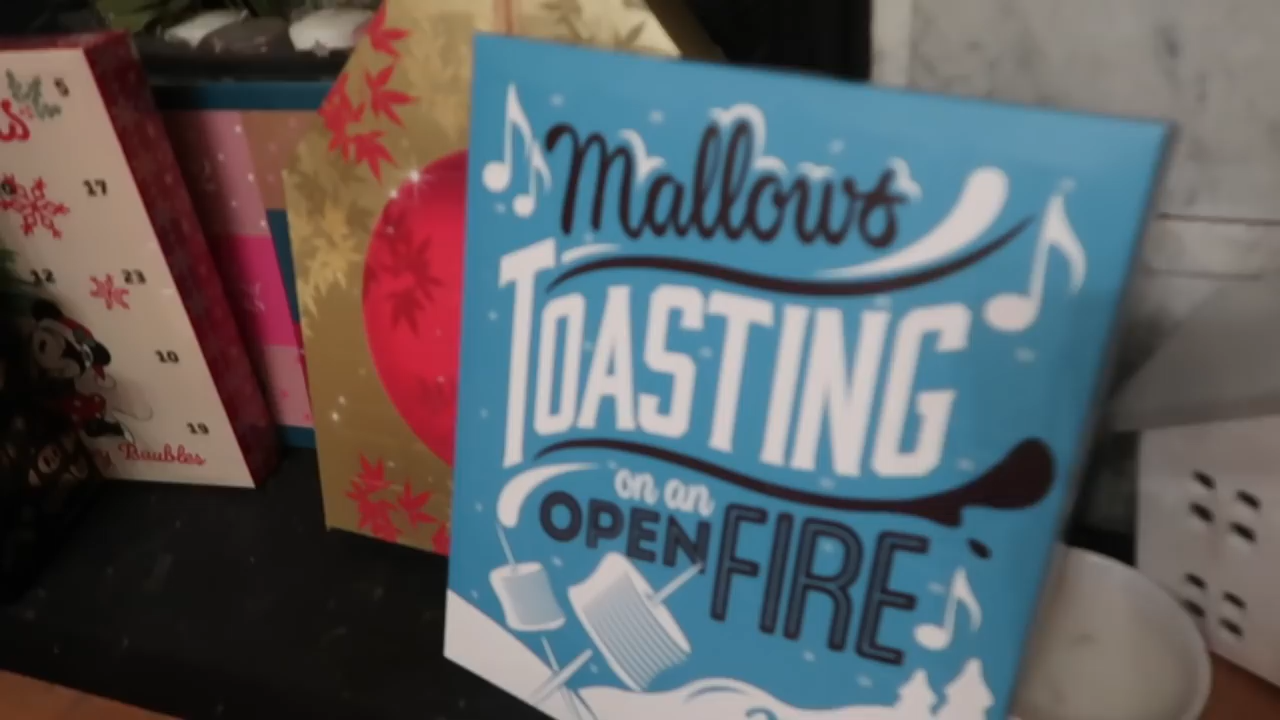 5
17
12
23
10
19
Baubles
Mallows
TOASTING
on an
OPEN FIRE